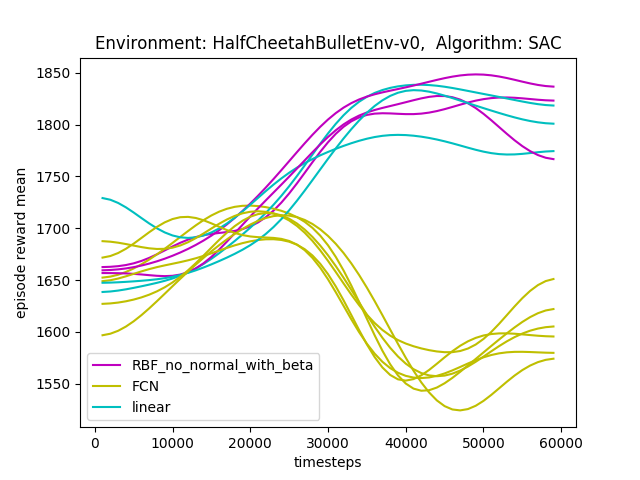 Environment: HalfCheetahBulletEnv-v0,  Algorithm: SAC
episode reward mean
1850
1800
1750
1700
1650
1600
1550
RBF_no_normal_with_beta
FCN
linear
0 10000 20000 30000 40000 50000 60000
timesteps